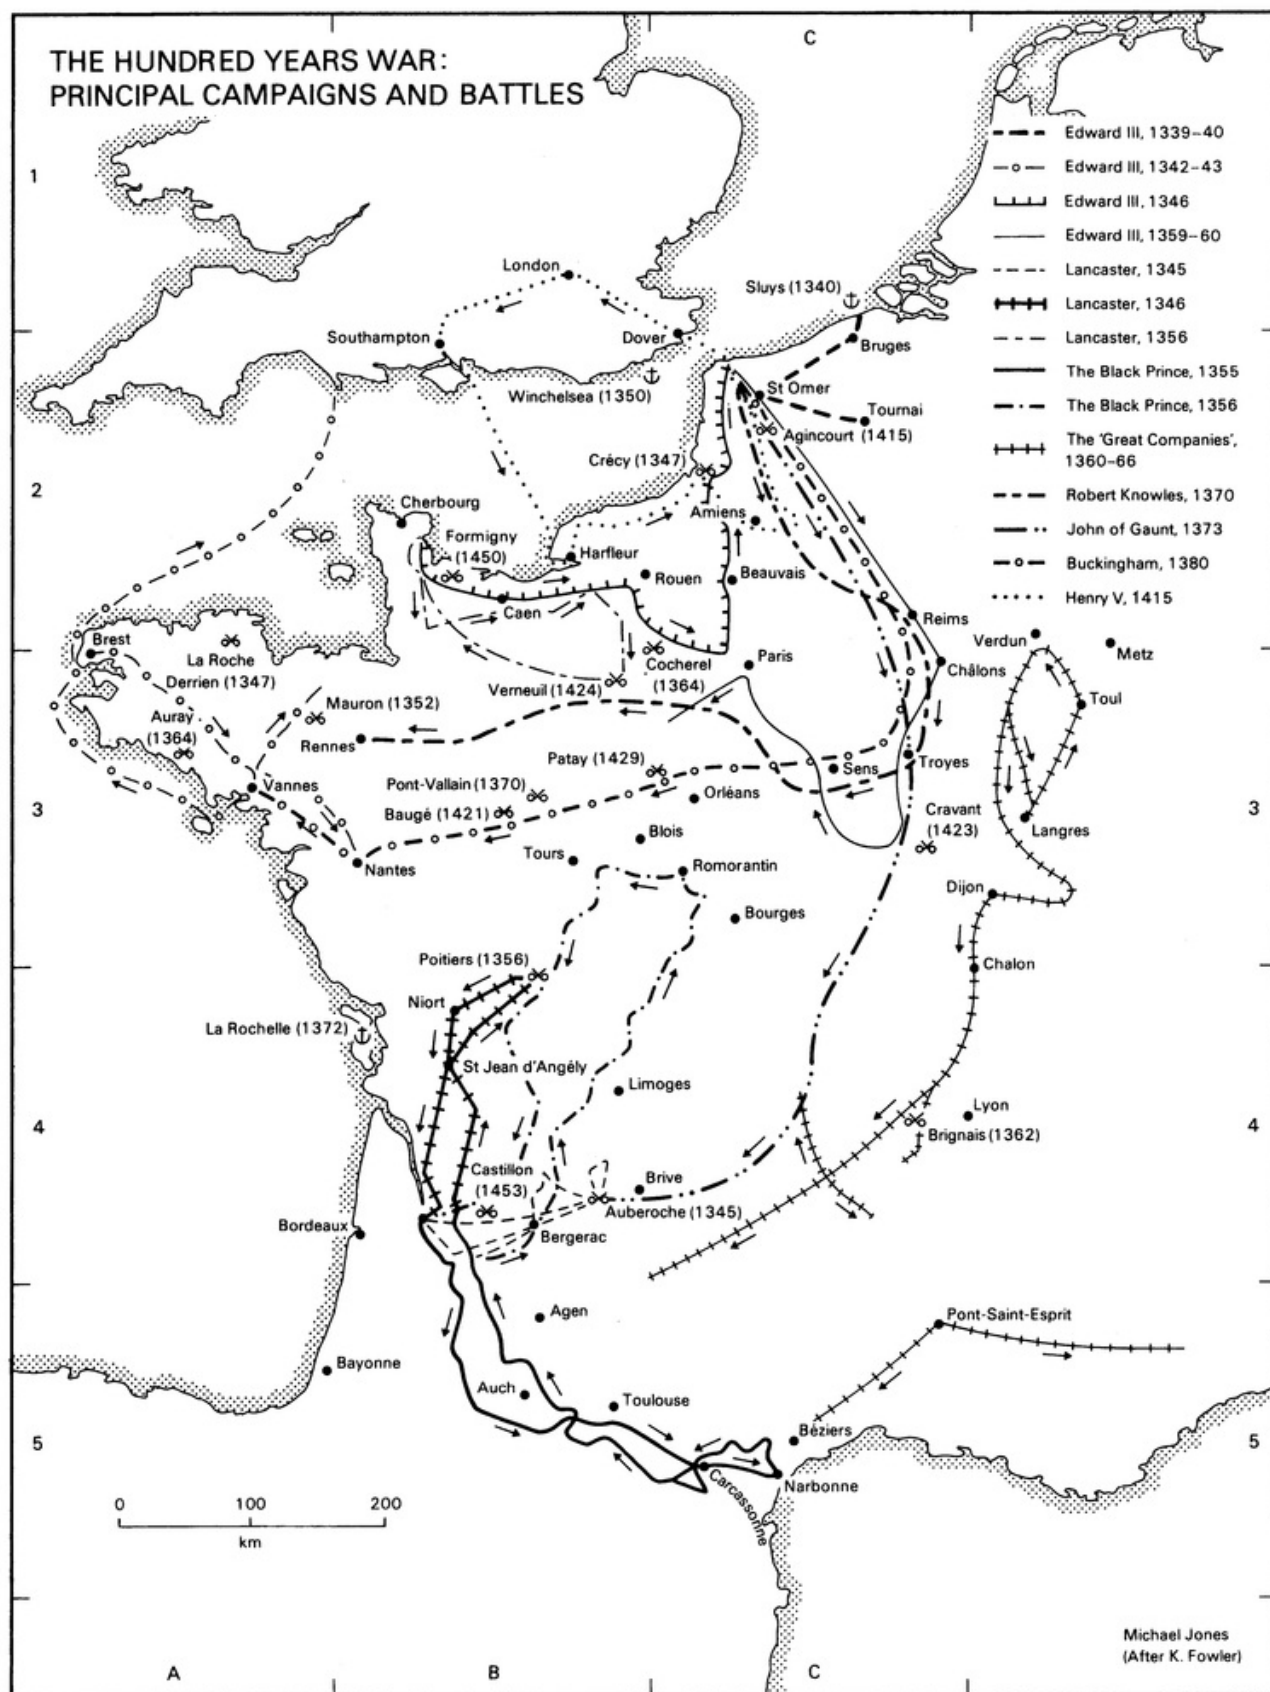 THE HUNDRED YEARS WAR:
PRINCIPAL CAMPAIGNS AND BATTLES
C
Edward III, 1339–40
Edward III, 1342–43
Edward III, 1346
Edward III, 1359–60
Lancaster, 1345
Lancaster, 1346
Lancaster, 1356
The Black Prince, 1355
The Black Prince, 1356
The 'Great Companies',
1360–66
Robert Knowles, 1370
John of Gaunt, 1373
Buckingham, 1380
Henry V, 1415
1
London
Sluys (1340)
Southampton
Dover
Bruges
Winchelsea (1350)
St Omer
Tournai
Agincourt (1415)
Crécy (1347)
2
Cherbourg
Amiens
Formigny
(1450)
Harfleur
Rouen
Beauvais
Caen
Reims
Brest
Verdun
Metz
La Roche
Derrien (1347)
Cocherel
(1364)
Paris
Châlons
Verneuil (1424)
Mauron (1352)
Toul
Auray
(1364)
Rennes
Patay (1429)
Sens
Troyes
Vannes
Pont-Vallain (1370)
Orléans
Baugé (1421)
Cravant
(1423)
3
3
Langres
Blois
Tours
Nantes
Romorantin
Dijon
Bourges
Poitiers (1356)
Chalon
Niort
La Rochelle (1372)
St Jean d'Angély
Limoges
Lyon
4
4
Brignais (1362)
Castillon
(1453)
Brive
Auberoche (1345)
Bordeaux
Bergerac
Agen
Pont-Saint-Esprit
Bayonne
Auch
Toulouse
Béziers
5
5
Carcassonne
Narbonne
0 100 200
km
Michael Jones
(After K. Fowler)
A B C